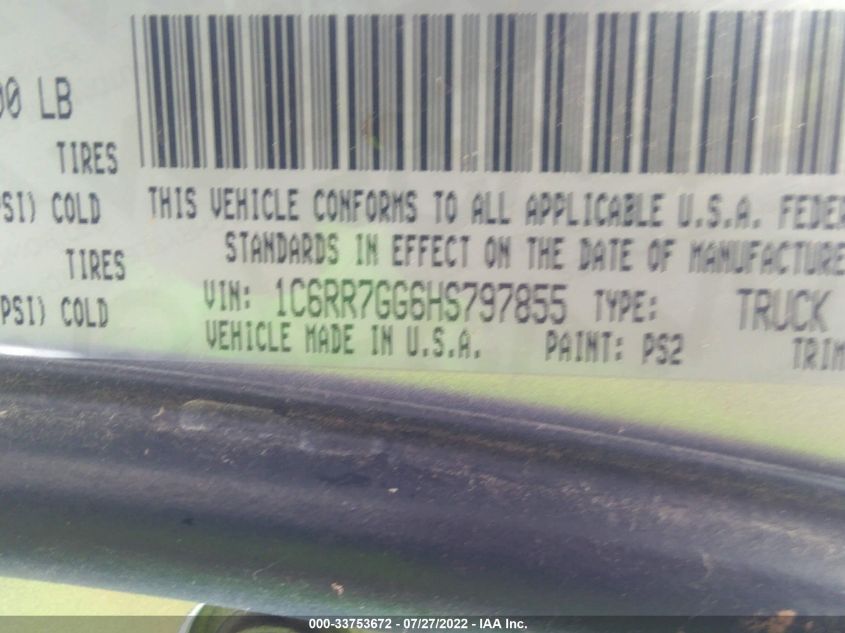 00 LB
TIRES
PSI) COLD
THIS VEHICLE CONFORMS TO ALL APPLICABLE U.S.A. FEDER
STANDARDS IN EFFECT ON THE DATE OF MANUFACTURE
TIRES
PSI) COLD
VIN: 1C6RR7GG6HS797855 TYPE: TRUCK
VEHICLE MADE IN U.S.A. PAINT: PS2 TRIM
000-33753672 - 07/27/2022 - IAA Inc.